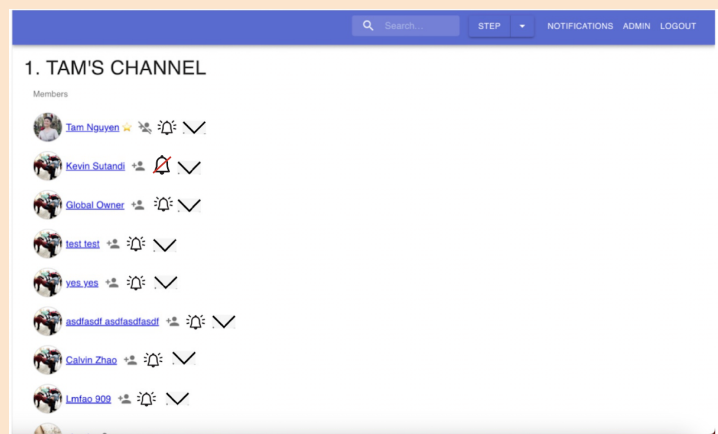 Search... STEP NOTIFICATIONS ADMIN LOGOUT
1. TAM'S CHANNEL
Members
Tam Nguyen
Kevin Sutandi
Global Owner
test test
yes yes
asdfasdf asdfasdfasdf
Calvin Zhao
Lmfao 909